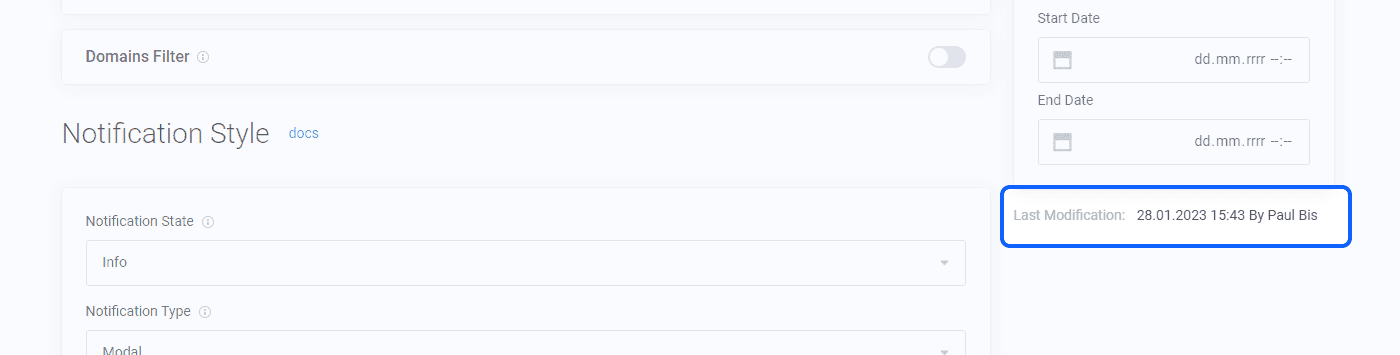 Domains Filter
Notification Style docs
Notification State
Info
Notification Type
Modal
Start Date
dd.mm.rrrr --:--
End Date
dd.mm.rrrr --:--
Last Modification: 28.01.2023 15:43 By Paul Bis